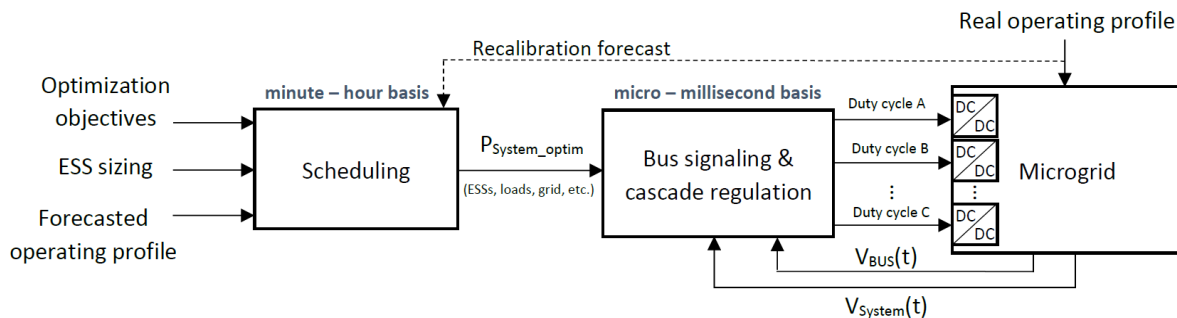 Real operating profile
Recalibration forecast
Optimization
objectives
minute – hour basis
micro – millisecond basis
ESS sizing
Scheduling
Forecasted
operating profile
PSystem_optim
(ESSs, loads, grid, etc.)
Bus signaling &
cascade regulation
Duty cycle A
Duty cycle B
⋮
Duty cycle C
DC
DC
DC
DC
⋮
DC
DC
Microgrid
VBUS(t)
VSystem(t)